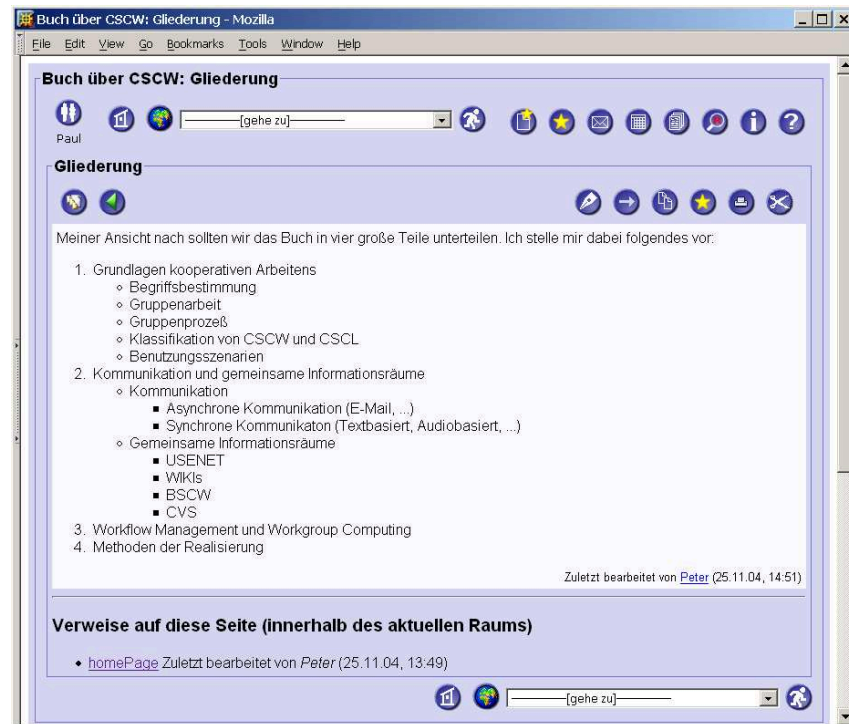 Buch über CSCW: Gliederung - Mozilla
File Edit View Go Bookmarks Tools Window Help
Buch über CSCW: Gliederung
Paul
[gehe zu]
Gliederung
Meiner Ansicht nach sollten wir das Buch in vier große Teile unterteilen. Ich stelle mir dabei folgendes vor:
1. Grundlagen kooperativen Arbeitens
Begriffsbestimmung
Gruppenarbeit
Gruppenprozeß
Klassifikation von CSCW und CSCL
Benutzungsszenarien
2. Kommunikation und gemeinsame Informationsräume
Kommunikation
Asynchrone Kommunikation (E-Mail, ...)
Synchrone Kommunikaton (Textbasiert, Audiobasiert, ...)
Gemeinsame Informationsräume
USENET
WIKIs
BSCW
CVS
3. Workflow Management und Workgroup Computing
4. Methoden der Realisierung
Zuletzt bearbeitet von Peter (25.11.04, 14:51)
Verweise auf diese Seite (innerhalb des aktuellen Raums)
homePage Zuletzt bearbeitet von Peter (25.11.04, 13:49)
[gehe zu]